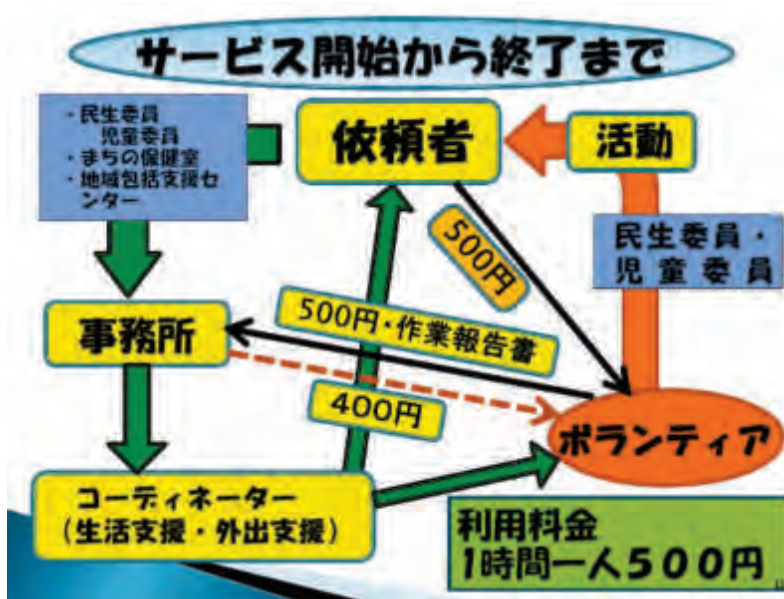 サービス開始から終了まで
・民生委員
児童委員
・まちの保健室
・地域包括支援セ
ンター
依頼者
活動
民生委員・
児童委員
500円
500円・作業報告書
事務所
400円
ボランティア
コーディネーター
(生活支援・外出支援)
利用料金
1時間一人500円